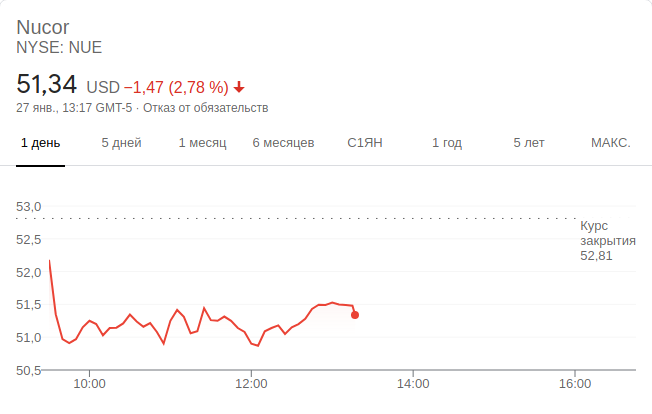 Nucor
NYSE: NUE
51,34 USD −1,47 (2,78 %)
27 янв., 13:17 GMT-5 · Отказ от обязательств
1 день 5 дней 1 месяц 6 месяцев С1ЯН 1 год 5 лет МАКС.
53,0
Курс
закрытия
52,81
52,5
52,0
51,5
51,0
50,5
10:00 12:00 14:00 16:00